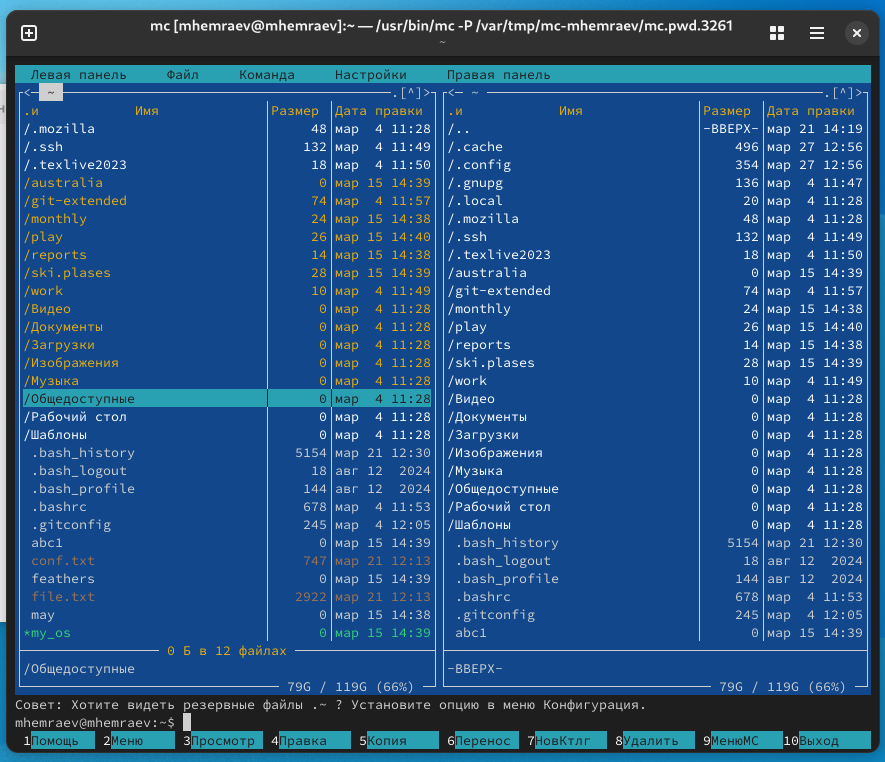 mc [mhemraev@mhemraev]:~ — /usr/bin/mc -P /var/tmp/mc-mhemraev/mc.pwd.3261
~
Левая панель Файл Команда Настройки Правая панель
<─ ~ .[^]>
.и Имя Размер Дата правки
/.mozilla 48 мар 4 11:28
/.ssh 132 мар 4 11:49
/.texlive2023 18 мар 4 11:50
/australia 0 мар 15 14:39
/git-extended 74 мар 4 11:57
/monthly 24 мар 15 14:38
/play 26 мар 15 14:40
/reports 14 мар 15 14:38
/ski.plases 28 мар 15 14:39
/work 10 мар 4 11:49
/Видео 0 мар 4 11:28
/Документы 0 мар 4 11:28
/Загрузки 0 мар 4 11:28
/Изображения 0 мар 4 11:28
/Музыка 0 мар 4 11:28
/Общедоступные 0 мар 4 11:28
/Рабочий стол 0 мар 4 11:28
/Шаблоны 0 мар 4 11:28
.bash_history 5154 мар 21 12:30
.bash_logout 18 авг 12 2024
.bash_profile 144 авг 12 2024
.bashrc 678 мар 4 11:53
.gitconfig 245 мар 4 12:05
abc1 0 мар 15 14:39
conf.txt 747 мар 21 12:13
feathers 0 мар 15 14:39
file.txt 2922 мар 21 12:13
may 0 мар 15 14:38
*my_os 0 мар 15 14:39
0 Б в 12 файлах
/Общедоступные
79G / 119G (66%)
<─ ~ .[^]>
.и Имя Размер Дата правки
/.. -ВВЕРХ- мар 21 14:19
/.cache 496 мар 27 12:56
/.config 354 мар 27 12:56
/.gnupg 136 мар 4 11:47
/.local 20 мар 4 11:28
/.mozilla 48 мар 4 11:28
/.ssh 132 мар 4 11:49
/.texlive2023 18 мар 4 11:50
/australia 0 мар 15 14:39
/git-extended 74 мар 4 11:57
/monthly 24 мар 15 14:38
/play 26 мар 15 14:40
/reports 14 мар 15 14:38
/ski.plases 28 мар 15 14:39
/work 10 мар 4 11:49
/Видео 0 мар 4 11:28
/Документы 0 мар 4 11:28
/Загрузки 0 мар 4 11:28
/Изображения 0 мар 4 11:28
/Музыка 0 мар 4 11:28
/Общедоступные 0 мар 4 11:28
/Рабочий стол 0 мар 4 11:28
/Шаблоны 0 мар 4 11:28
.bash_history 5154 мар 21 12:30
.bash_logout 18 авг 12 2024
.bash_profile 144 авг 12 2024
.bashrc 678 мар 4 11:53
.gitconfig 245 мар 4 12:05
abc1 0 мар 15 14:39
-ВВЕРХ-
79G / 119G (66%)
Совет: Хотите видеть резервные файлы .~ ? Установите опцию в меню Конфигурация.
mhemraev@mhemraev:~$
1Помощь 2Меню 3Просмотр 4Правка 5Копия 6Перенос 7НовКтлг 8Удалить 9МенюMC 10Выход